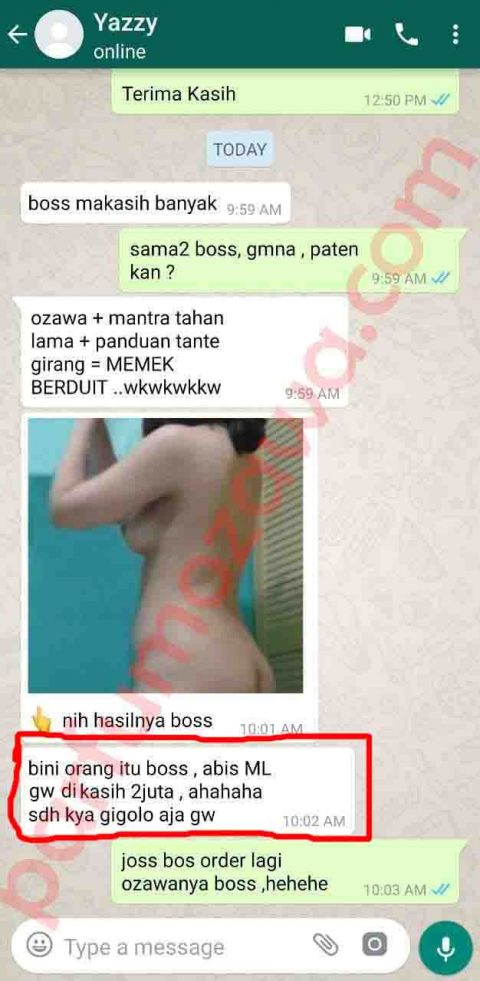 Yazzy
online
Terima Kasih
12:50 PM
TODAY
boss makasih banyak 9:59 AM
sama2 boss, gmna , paten
kan ?
9:59 AM
ozawa + mantra tahan
lama + panduan tante
girang = MEMEK
BERDUIT ..wkwkwkkw
9:59 AM
nih hasilnya boss
10:01 AM
bini orang itu boss , abis ML
gw di kasih 2juta , ahahaha
sdh kya gigolo aja gw
10:02 AM
joss bos order lagi
ozawanya boss ,hehehe
10:03 AM
Type a message
parfumozawa.com